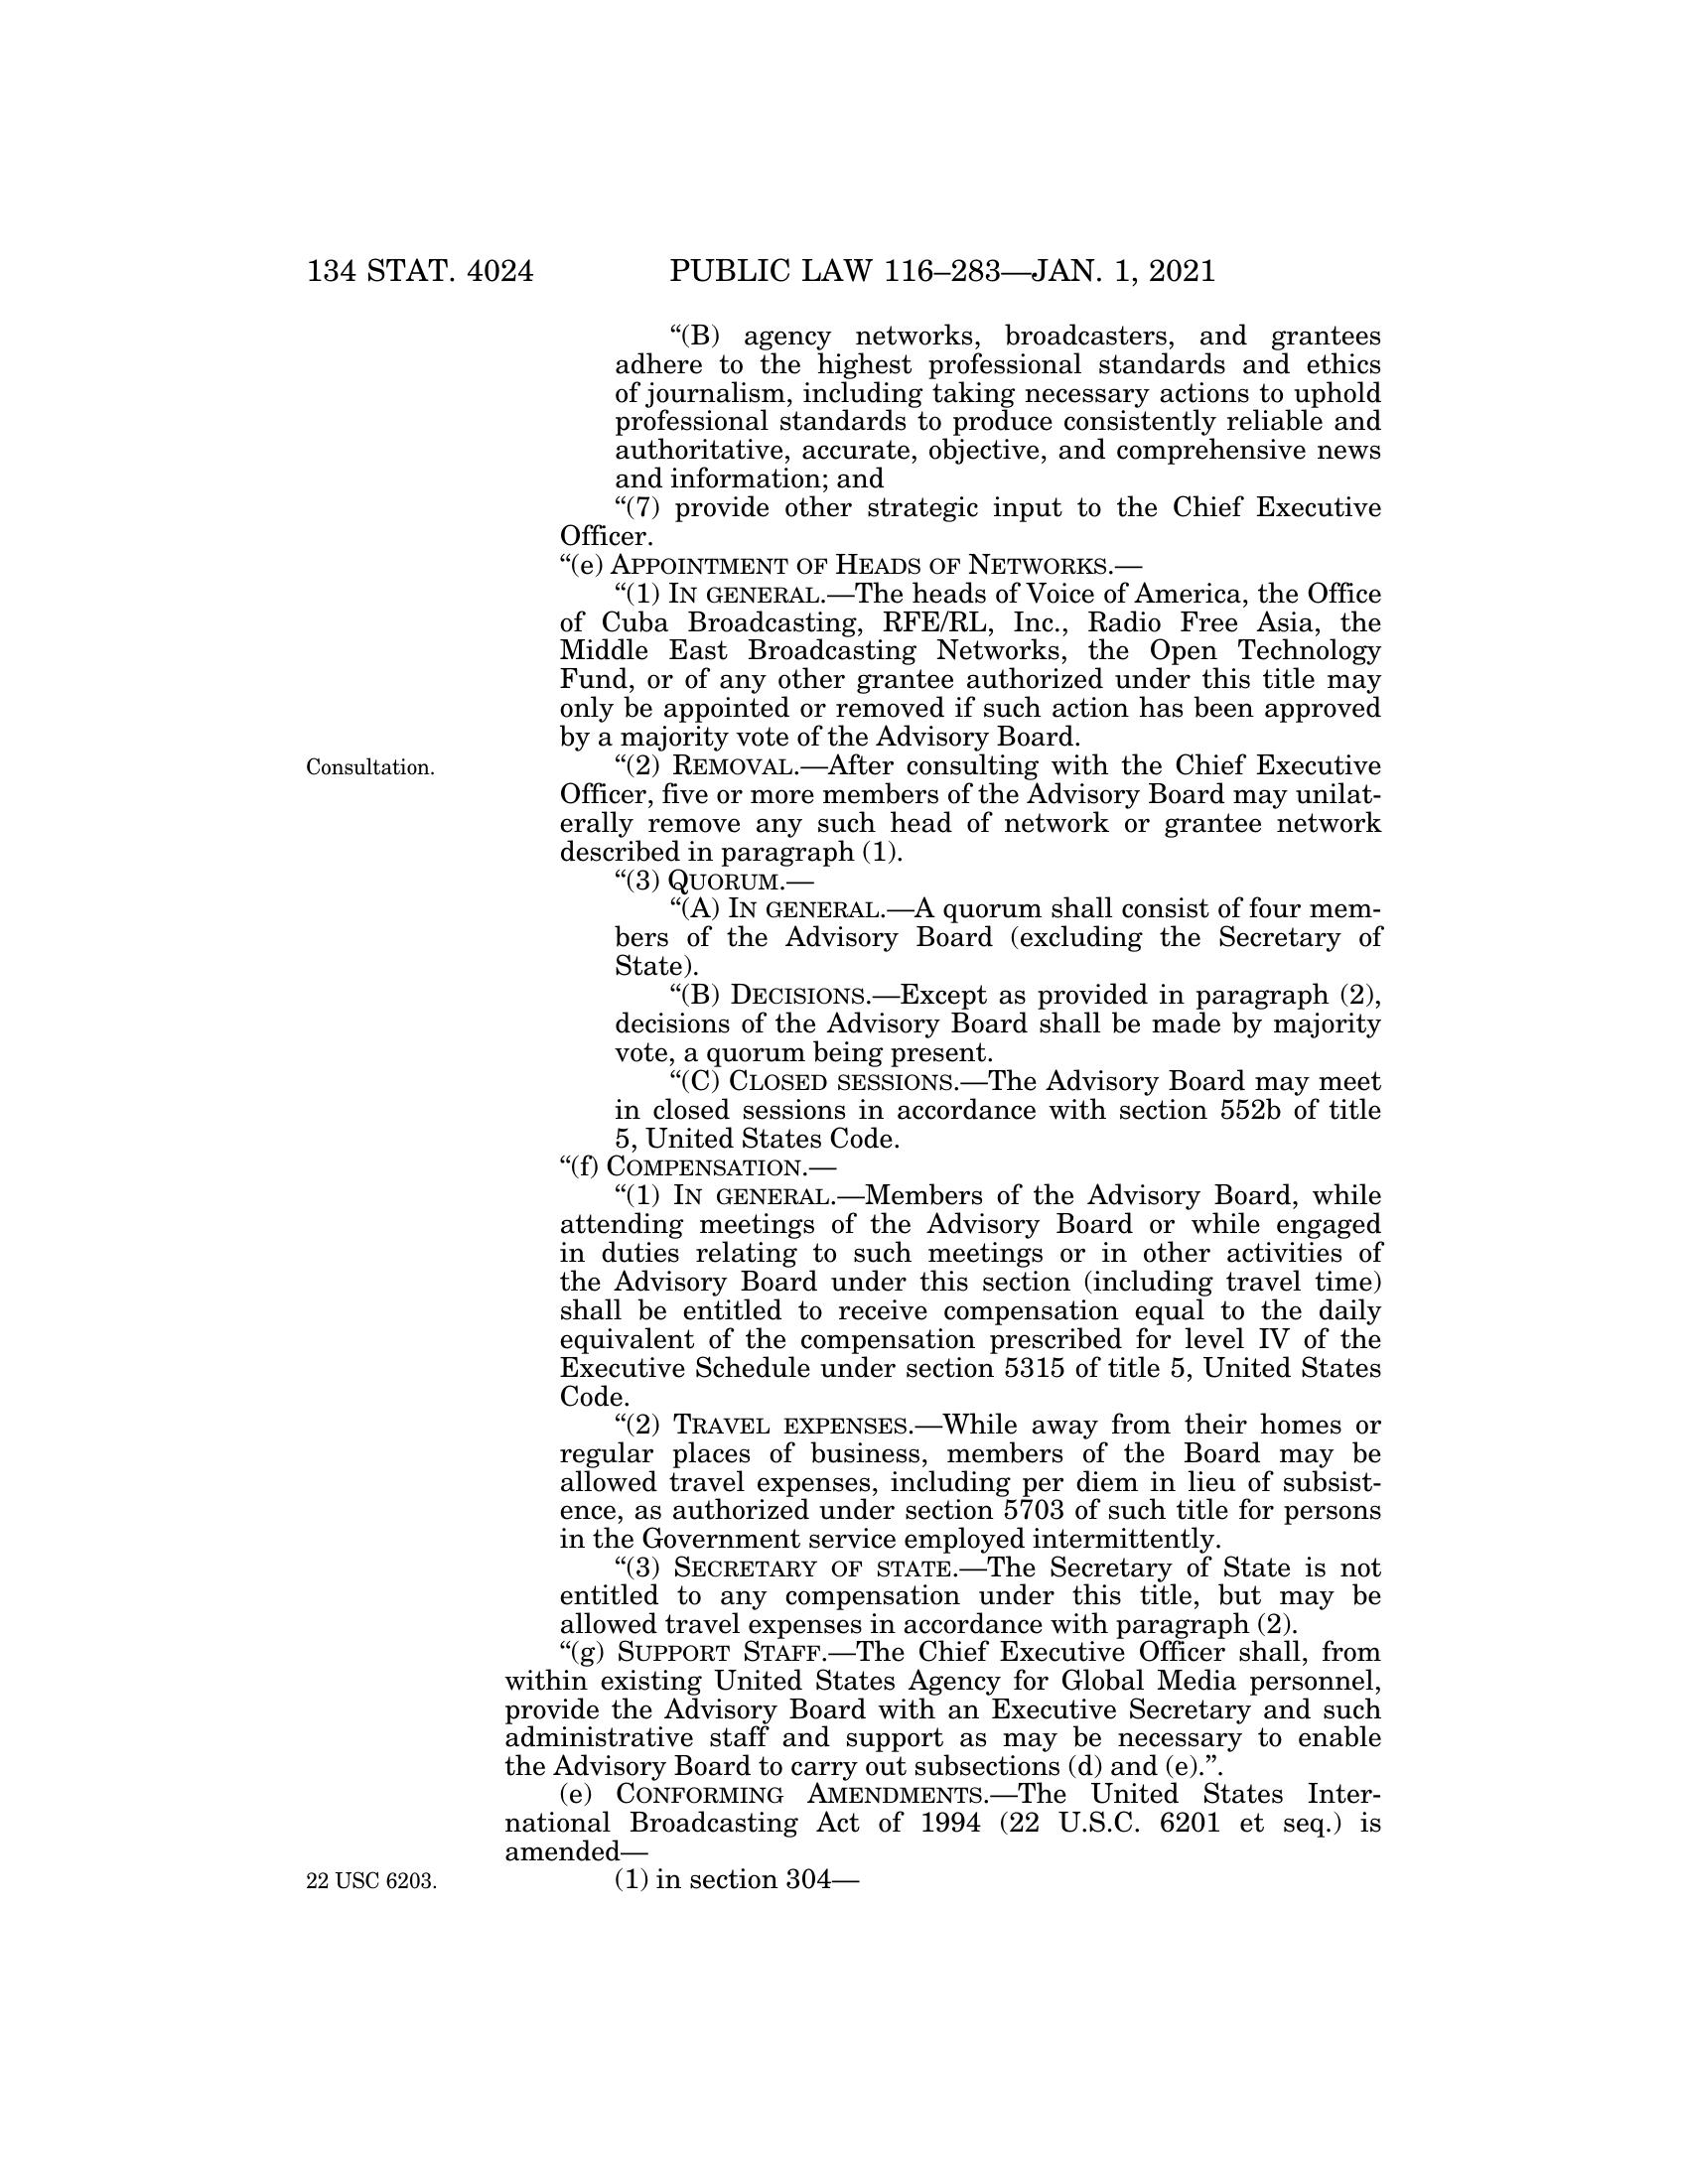 134 STAT. 4024
PUBLIC LAW 116–283—JAN. 1, 2021
“(B) agency networks, broadcasters, and grantees
adhere to the highest professional standards and ethics
of journalism, including taking necessary actions to uphold
professional standards to produce consistently reliable and
authoritative, accurate, objective, and comprehensive news
and information; and
“(7) provide other strategic input to the Chief Executive
Officer.
“(e) APPOINTMENT OF HEADS OF NETWORKS.—
“(1) IN GENERAL.—The heads of Voice of America, the Office
of Cuba Broadcasting, RFE/RL, Inc., Radio Free Asia, the
Middle East Broadcasting Networks, the Open Technology
Fund, or of any other grantee authorized under this title may
only be appointed or removed if such action has been approved
by a majority vote of the Advisory Board.
Consultation.
“(2) REMOVAL.—After consulting with the Chief Executive
Officer, five or more members of the Advisory Board may unilat-
erally remove any such head of network or grantee network
described in paragraph (1).
“(3) QUORUM.—
“(A) IN GENERAL.—A quorum shall consist of four mem-
bers of the Advisory Board (excluding the Secretary of
State).
“(B) DECISIONS.—Except as provided in paragraph (2),
decisions of the Advisory Board shall be made by majority
vote, a quorum being present.
“(C) CLOSED SESSIONS.—The Advisory Board may meet
in closed sessions in accordance with section 552b of title
5, United States Code.
“(f) COMPENSATION.—
“(1) IN GENERAL.—Members of the Advisory Board, while
attending meetings of the Advisory Board or while engaged
in duties relating to such meetings or in other activities of
the Advisory Board under this section (including travel time)
shall be entitled to receive compensation equal to the daily
equivalent of the compensation prescribed for level IV of the
Executive Schedule under section 5315 of title 5, United States
Code.
“(2) TRAVEL EXPENSES.—While away from their homes or
regular places of business, members of the Board may be
allowed travel expenses, including per diem in lieu of subsist-
ence, as authorized under section 5703 of such title for persons
in the Government service employed intermittently.
“(3) SECRETARY OF STATE.—The Secretary of State is not
entitled to any compensation under this title, but may be
allowed travel expenses in accordance with paragraph (2).
“(g) SUPPORT STAFF.—The Chief Executive Officer shall, from
within existing United States Agency for Global Media personnel,
provide the Advisory Board with an Executive Secretary and such
administrative staff and support as may be necessary to enable
the Advisory Board to carry out subsections (d) and (e).”.
(e) CONFORMING AMENDMENTS.—The United States Inter-
national Broadcasting Act of 1994 (22 U.S.C. 6201 et seq.) is
amended—
22 USC 6203.
(1) in section 304—